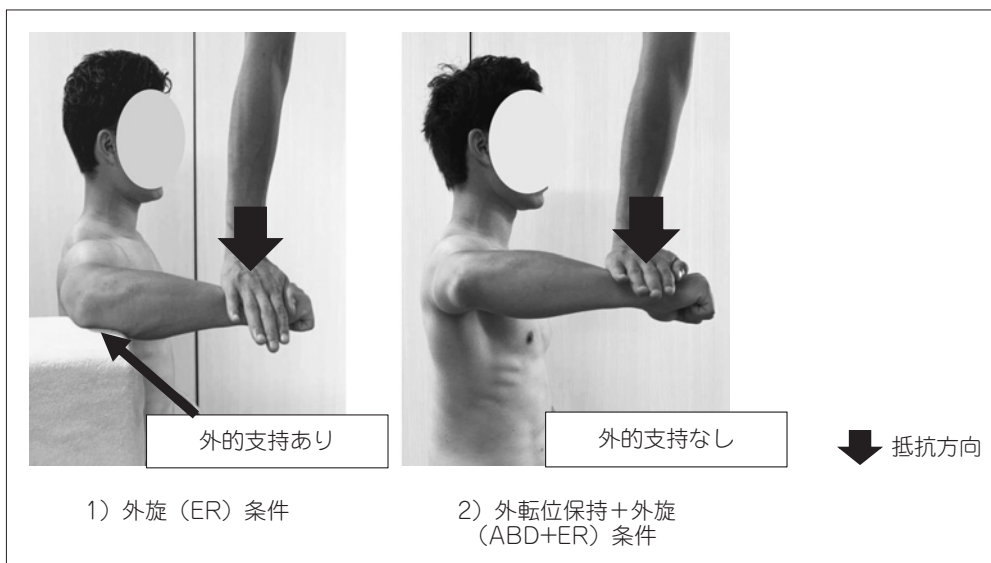 外的支持あり
外的支持なし
抵抗方向
1）外旋（ER）条件
2）外転位保持＋外旋
（ABD+ER）条件